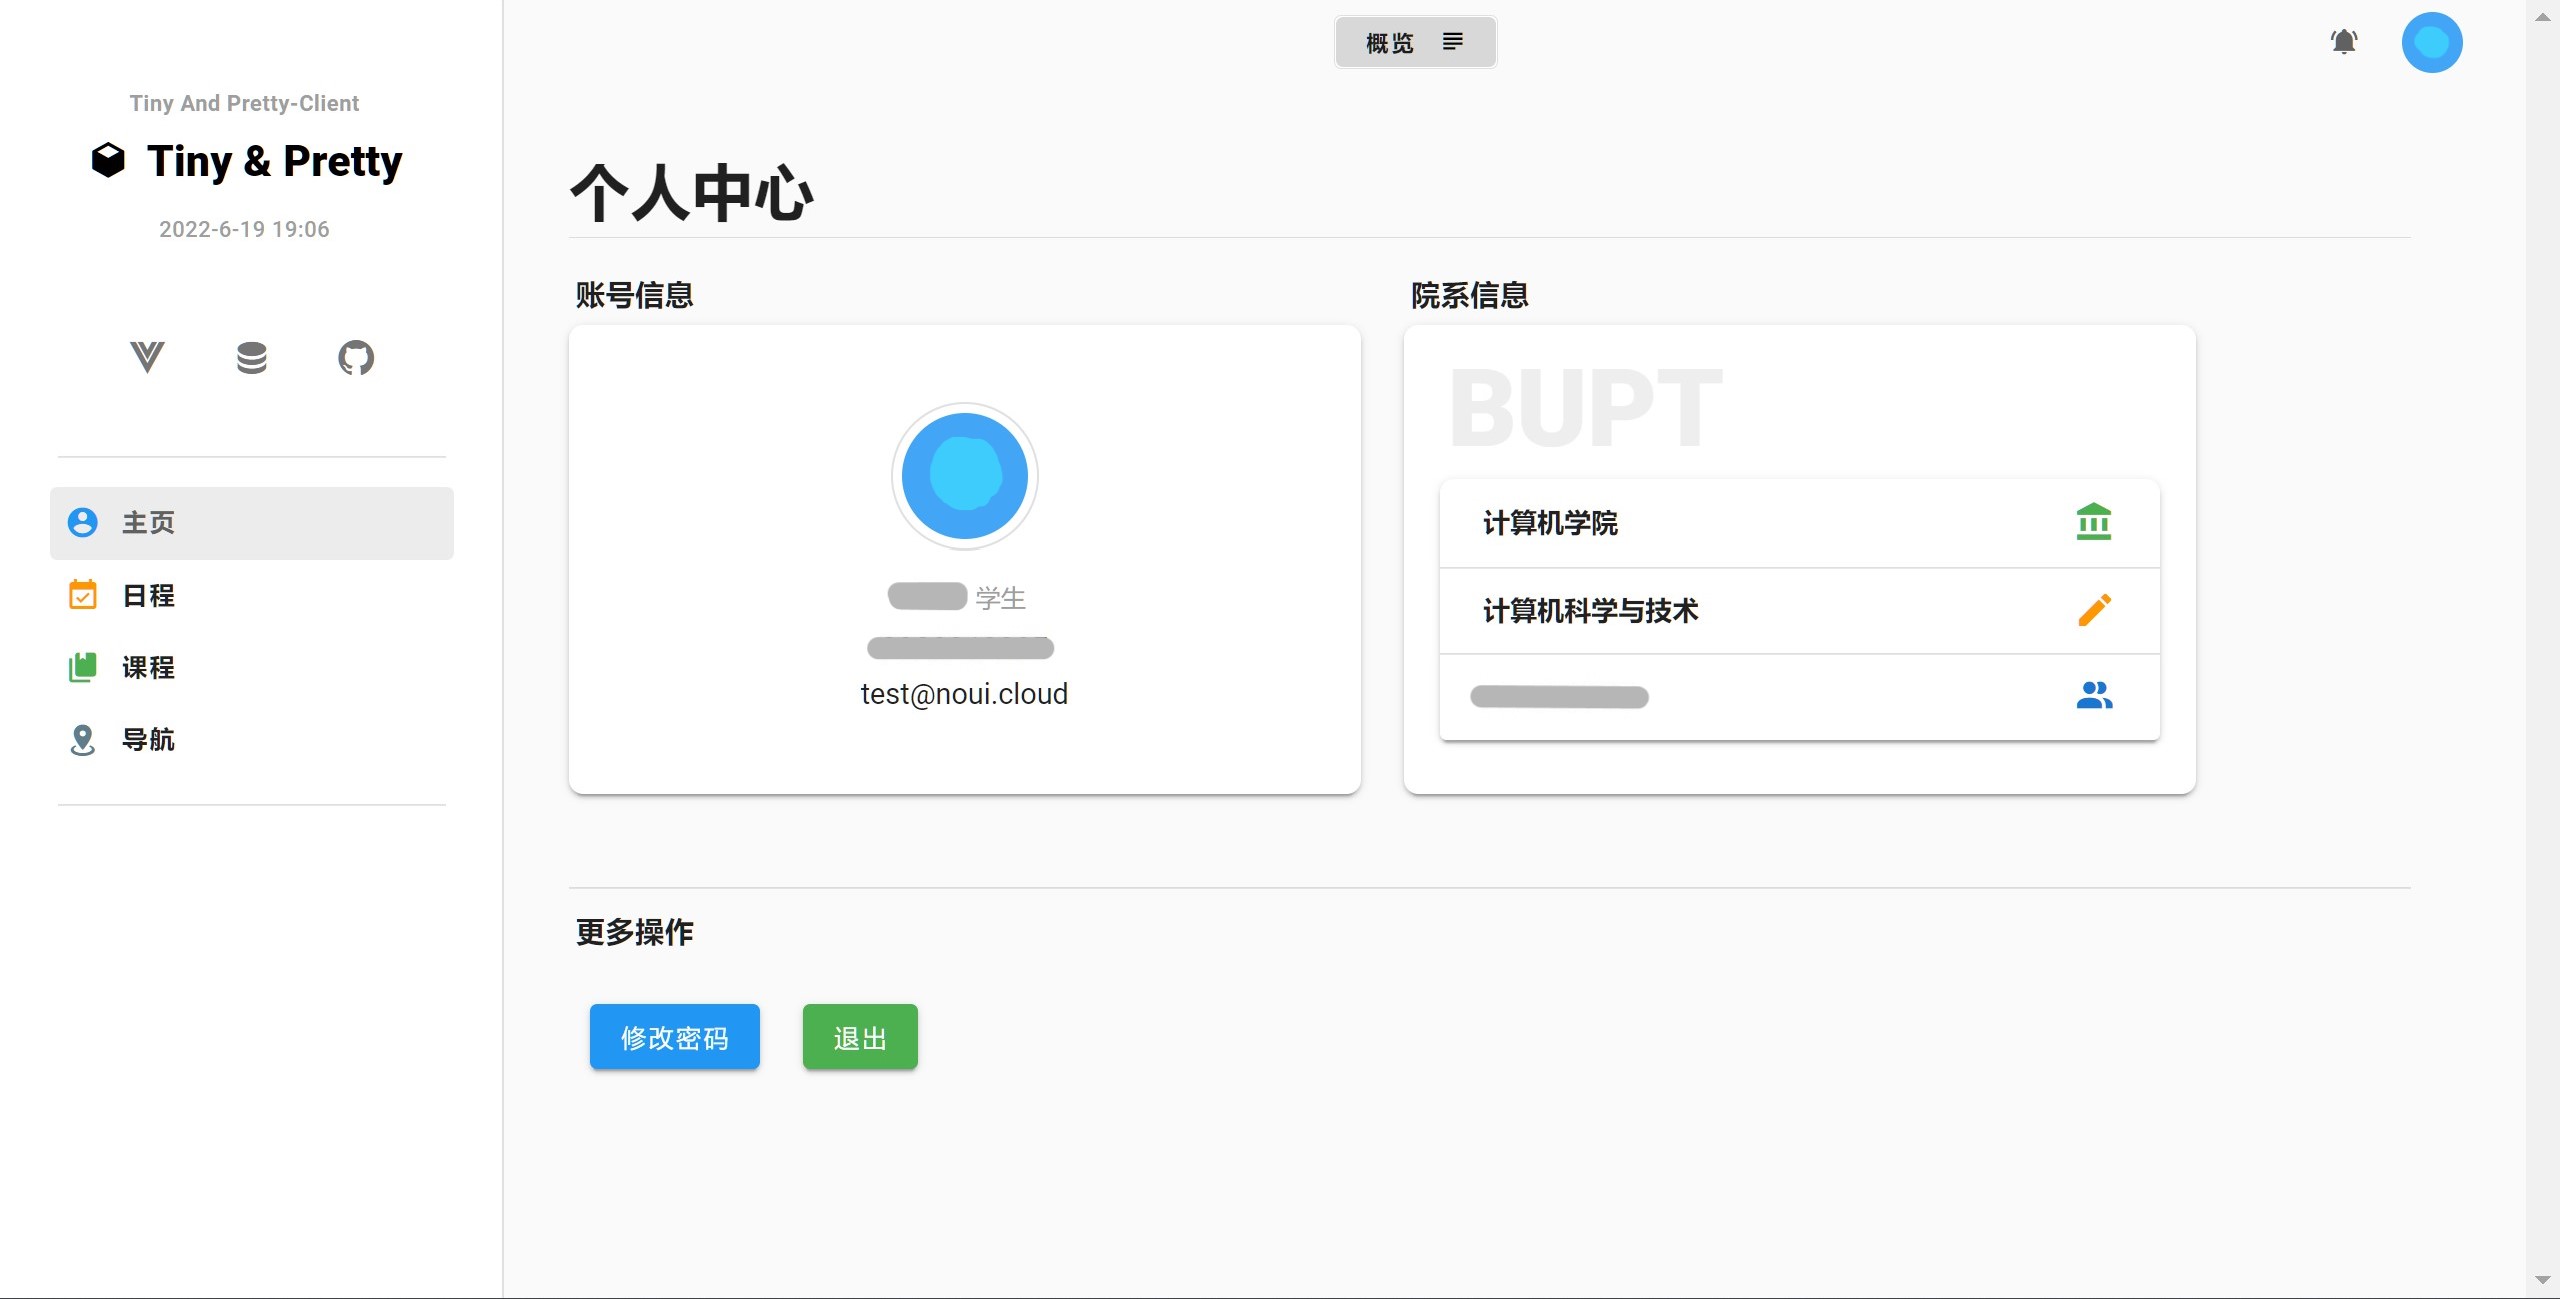 Tiny And Pretty-Client
Tiny & Pretty
2022-6-19 19:06
主页
日程
课程
导航
概览
个人中心
账号信息
学生
test@noui.cloud
院系信息
BUPT
计算机学院
计算机科学与技术
更多操作
修改密码
退出